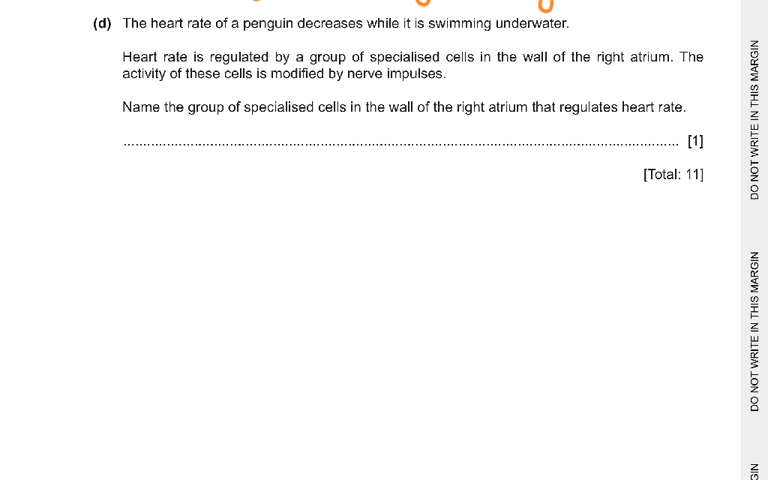 (d) The heart rate of a penguin decreases while it is swimming underwater.
Heart rate is regulated by a group of specialised cells in the wall of the right atrium. The
activity of these cells is modified by nerve impulses.
Name the group of specialised cells in the wall of the right atrium that regulates heart rate.
.......................................................................................................................................... [1]
[Total: 11]
DO NOT WRITE IN THIS MARGIN
DO NOT WRITE IN THIS MARGIN
GIN